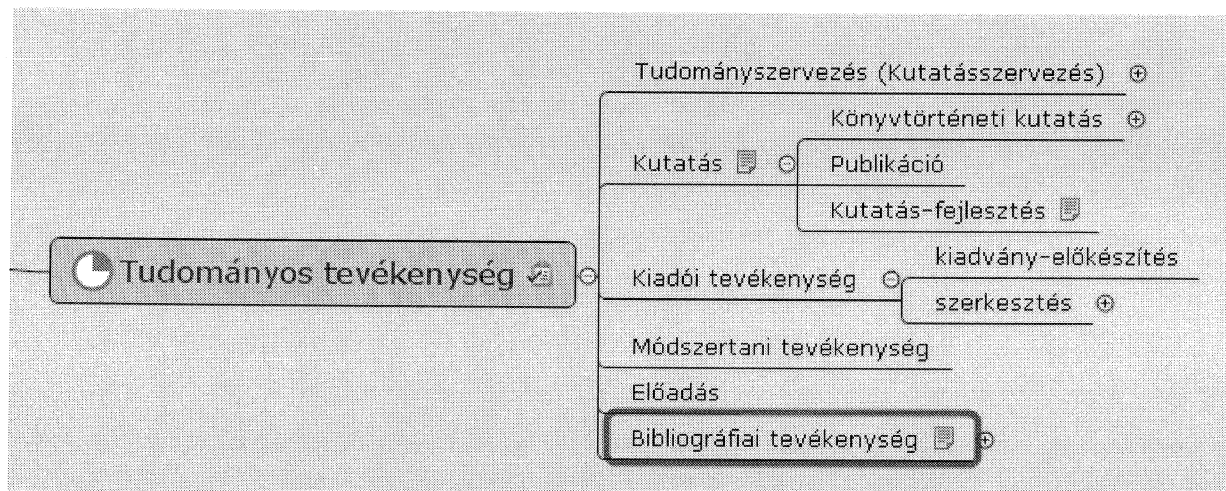 Tudományszervezés (Kutatásszervezés)
Könyvtörténeti kutatás
Kutatás
Publikáció
Kutatás-fejlesztés
Tudományos tevékenység
Kiadói tevékenység
kiadvány-előkészítés
szerkesztés
Módszertani tevékenység
Előadás
Bibliográfiai tevékenység